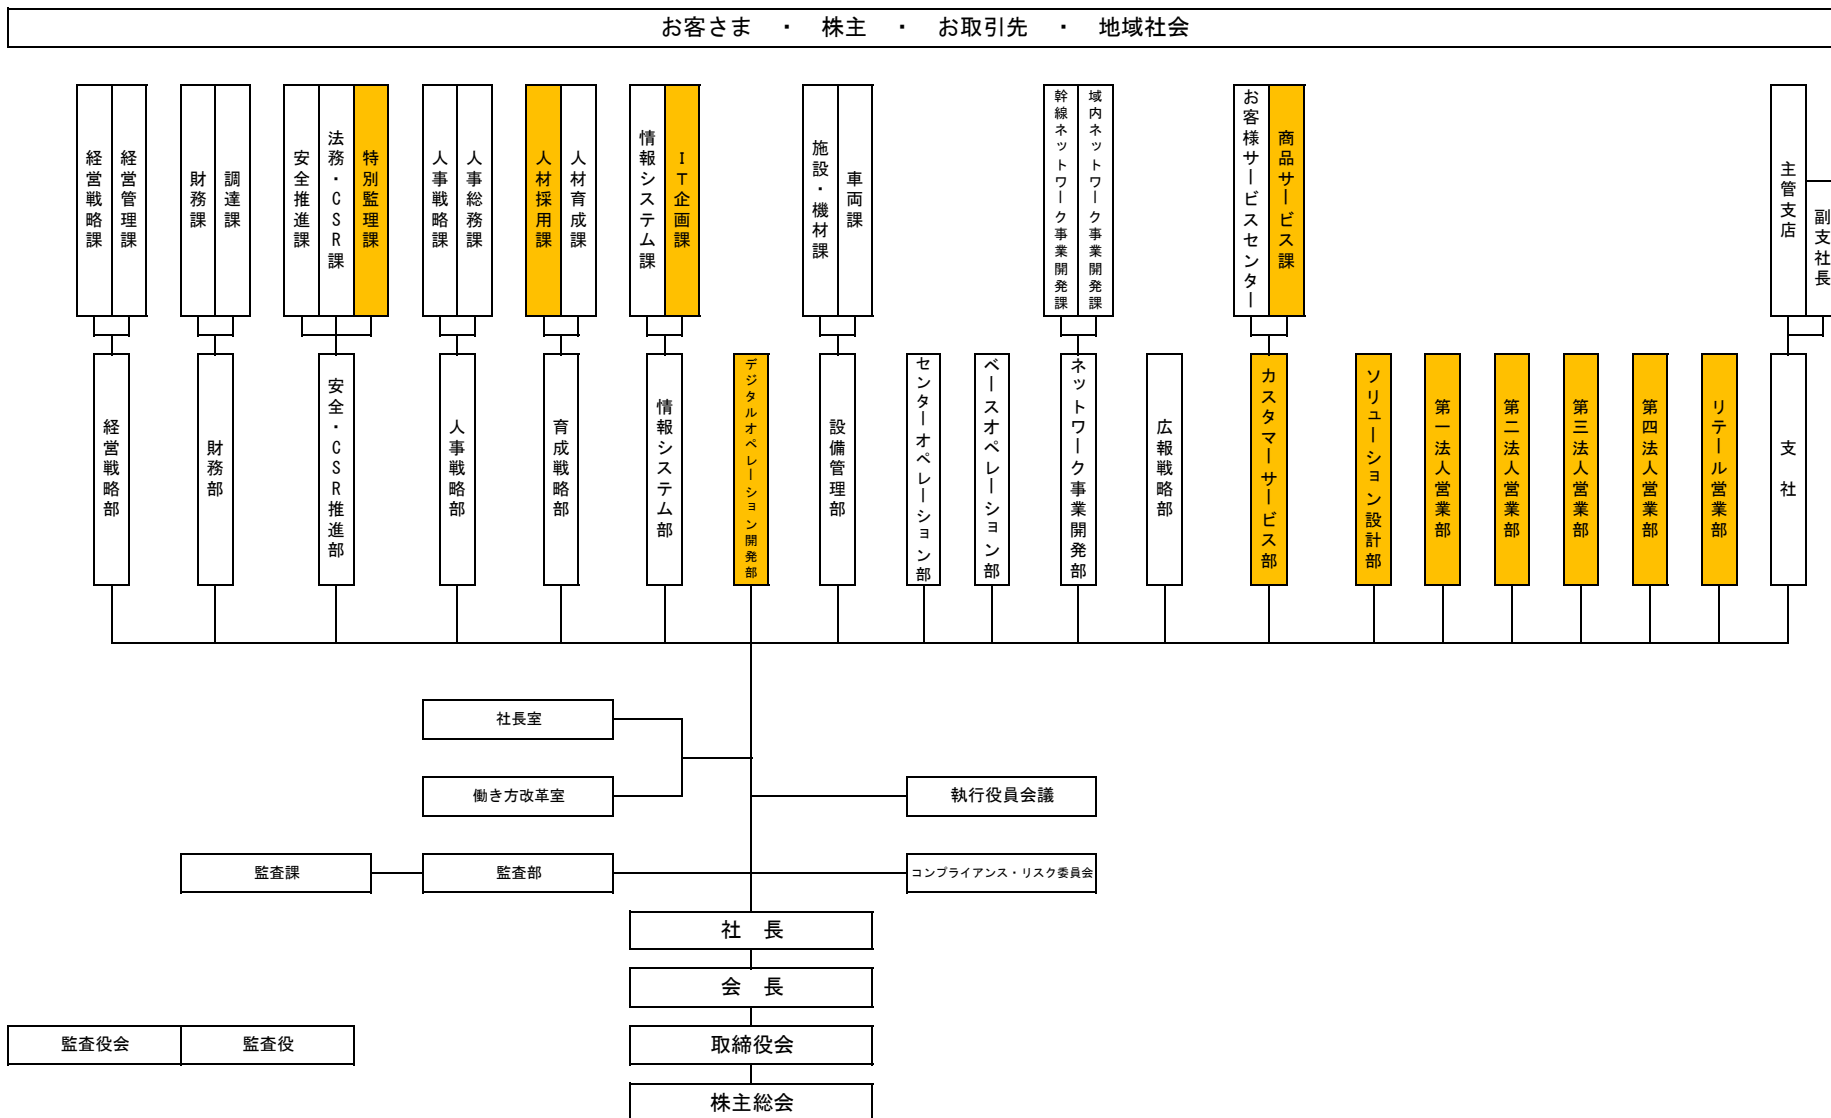 お客さま ・ 株主 ・ お取引先 ・ 地域社会
経営戦略課
経営管理課
財務課
調達課
安全推進課
法務・CSR課
特別監理課
人事戦略課
人事総務課
人材採用課
人材育成課
情報システム課
IT企画課
施設・機材課
車両課
幹線ネットワーク事業開発課
域内ネットワーク事業開発課
お客様サービスセンター
商品サービス課
主管支店
副支社長
経営戦略部
財務部
安全・CSR推進部
人事戦略部
育成戦略部
情報システム部
デジタルオペレーション開発部
設備管理部
センターオペレーション部
ベースオペレーション部
ネットワーク事業開発部
広報戦略部
カスタマーサービス部
ソリューション設計部
第一法人営業部
第二法人営業部
第三法人営業部
第四法人営業部
リテール営業部
支社
社長室
働き方改革室
執行役員会議
監査課
監査部
コンプライアンス・リスク委員会
社 長
会 長
監査役会
監査役
取締役会
株主総会